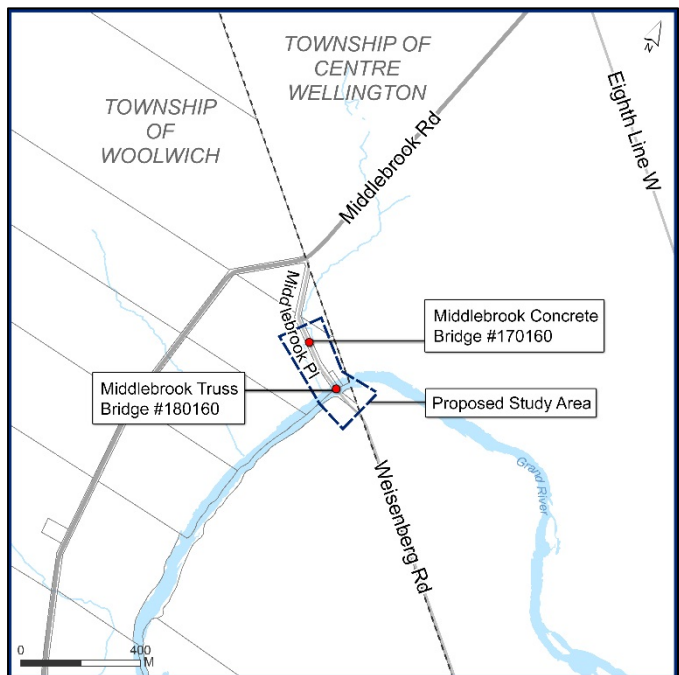 TOWNSHIP OF
CENTRE
WELLINGTON
TOWNSHIP
OF
WOOLWICH
Eighth Line W
Middlebrook Rd
Middlebrook Pl
Middlebrook Concrete
Bridge #170160
Middlebrook Truss
Bridge #180160
Proposed Study Area
Weisenberg Rd
Grand River
N
0 400
M